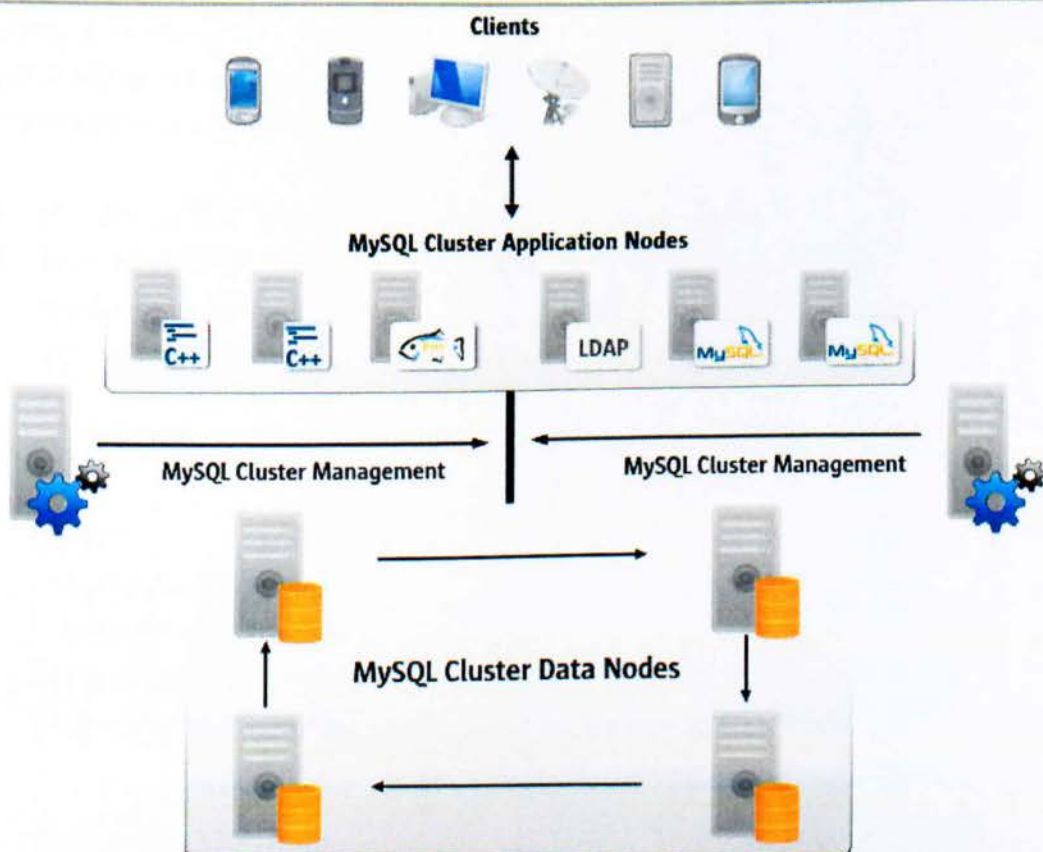 Clients
MySQL Cluster Application Nodes
C++
C++
LDAP
MySQL
MySQL
MySQL Cluster Management
MySQL Cluster Management
MySQL Cluster Data Nodes